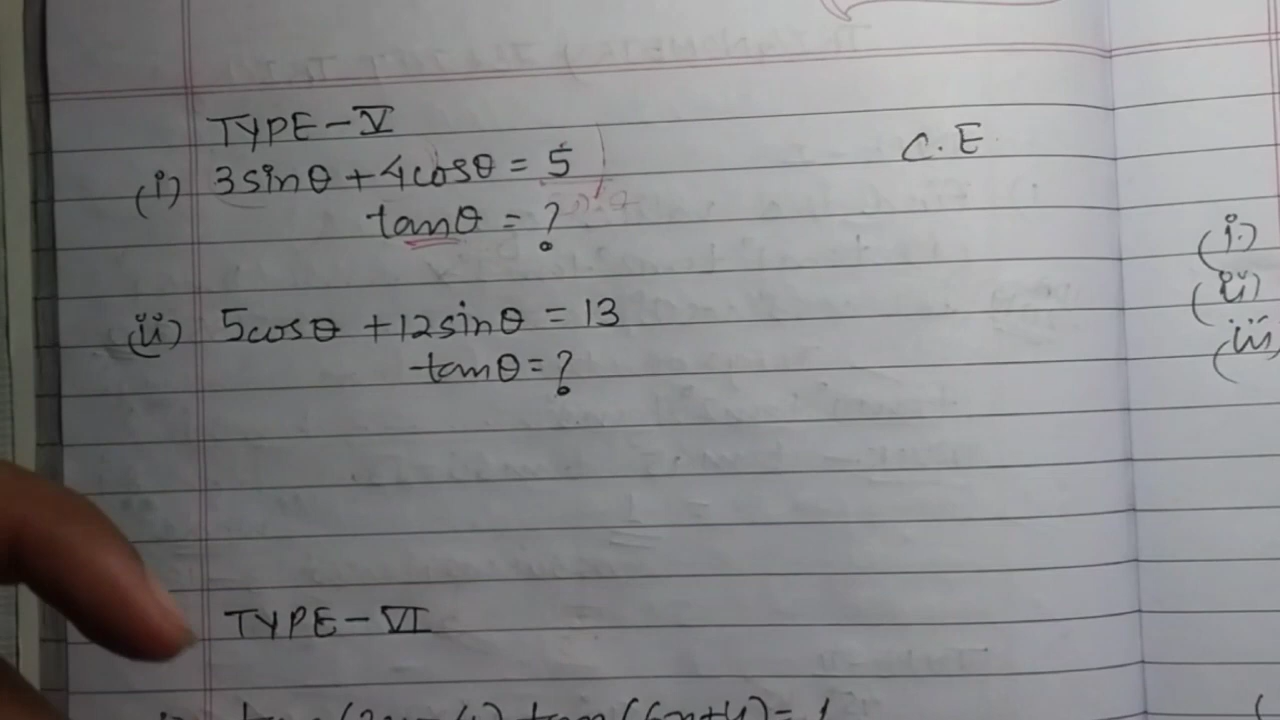 TYPE-V
(i) 3sinθ + 4cosθ = 5
C.E
tanθ = ?
(i.)
(ii)
(ii) 5cosθ + 12sinθ = 13
(iii)
tanθ = ?
TYPE-VI